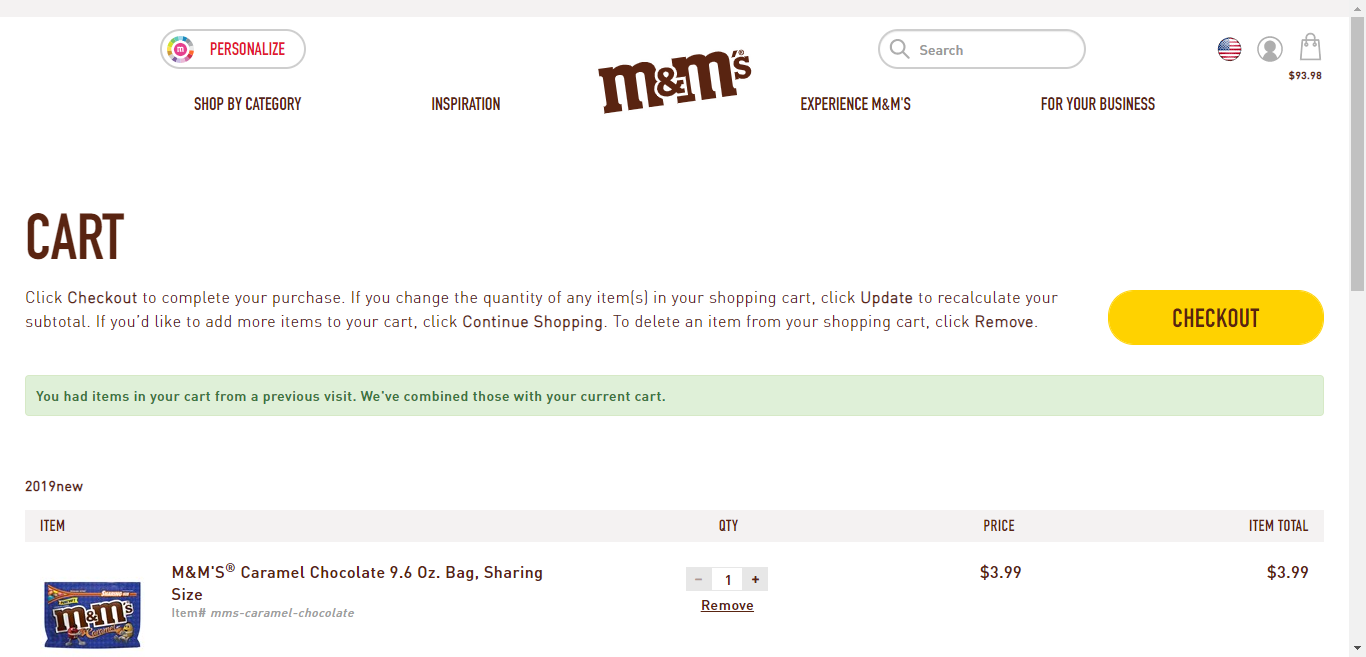 PERSONALIZE
Search
$93.98
SHOP BY CATEGORY
INSPIRATION
m&m's®
EXPERIENCE M&M'S
FOR YOUR BUSINESS
CART
Click Checkout to complete your purchase. If you change the quantity of any item(s) in your shopping cart, click Update to recalculate your
subtotal. If you’d like to add more items to your cart, click Continue Shopping. To delete an item from your shopping cart, click Remove.
CHECKOUT
You had items in your cart from a previous visit. We've combined those with your current cart.
2019new
ITEM QTY PRICE ITEM TOTAL
M&M'S® Caramel Chocolate 9.6 Oz. Bag, Sharing
Size
Item# mms-caramel-chocolate
− 1 +
Remove
$3.99
$3.99
m&m's
Caramel